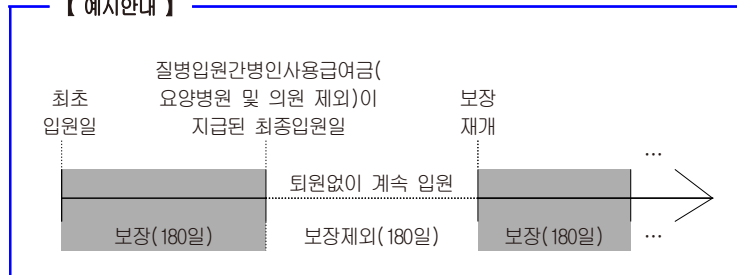 【 예시안내 】
질병입원간병인사용급여금(
요양병원 및 의원 제외)이
지급된 최종입원일
최초
입원일
보장
재개
...
퇴원없이 계속 입원
보장(180일)
보장제외(180일)
보장(180일)
...